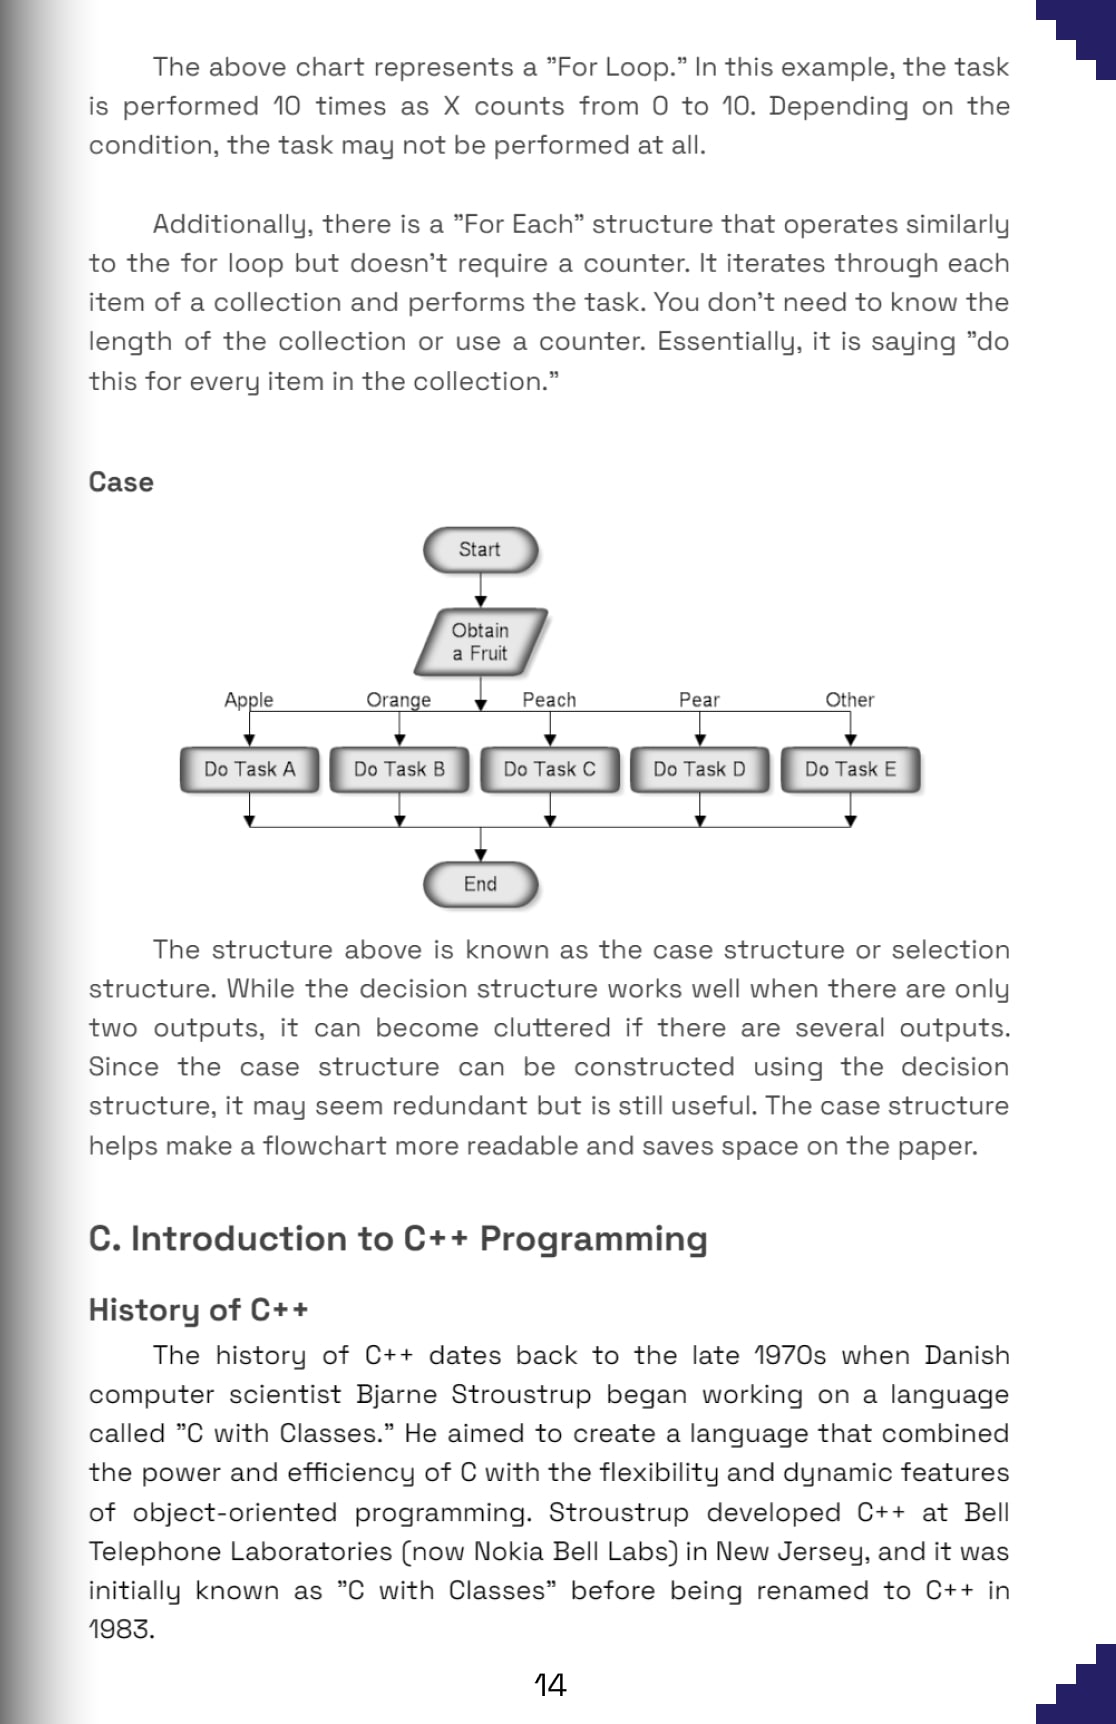 The above chart represents a ”For Loop.” In this example, the task
is performed 10 times as X counts from 0 to 10. Depending on the
condition, the task may not be performed at all.
Additionally, there is a ”For Each” structure that operates similarly
to the for loop but doesn’t require a counter. It iterates through each
item of a collection and performs the task. You don’t need to know the
length of the collection or use a counter. Essentially, it is saying ”do
this for every item in the collection.”
Case
Start
Obtain
a Fruit
Apple Orange Peach Pear Other
Do Task A Do Task B Do Task C Do Task D Do Task E
End
The structure above is known as the case structure or selection
structure. While the decision structure works well when there are only
two outputs, it can become cluttered if there are several outputs.
Since the case structure can be constructed using the decision
structure, it may seem redundant but is still useful. The case structure
helps make a flowchart more readable and saves space on the paper.
C. Introduction to C++ Programming
History of C++
The history of C++ dates back to the late 1970s when Danish
computer scientist Bjarne Stroustrup began working on a language
called ”C with Classes.” He aimed to create a language that combined
the power and efficiency of C with the flexibility and dynamic features
of object-oriented programming. Stroustrup developed C++ at Bell
Telephone Laboratories (now Nokia Bell Labs) in New Jersey, and it was
initially known as ”C with Classes” before being renamed to C++ in
1983.
14